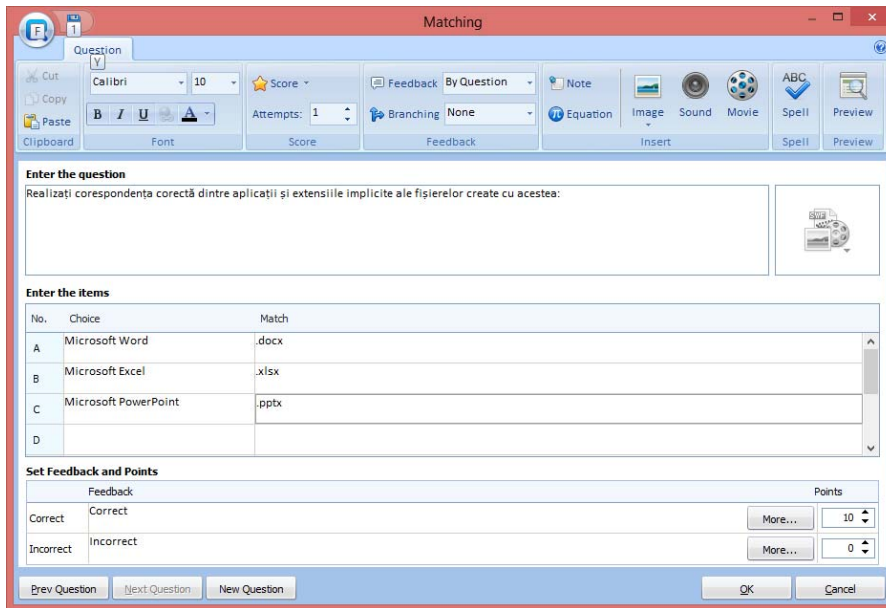 Matching
F
1
Question
Y
Cut
Copy
Paste
Clipboard
Calibri
10
B I U A
Font
Score
Attempts: 1
Score
Feedback By Question
Branching None
Feedback
Note
π Equation
Image
Sound
Movie
Insert
ABC
Spell
Spell
Preview
Preview
Enter the question
Realizați corespondența corectă dintre aplicații și extensiile implicite ale fișierelor create cu acestea:
SWF
Enter the items
No. Choice Match
A Microsoft Word .docx
B Microsoft Excel .xlsx
C Microsoft PowerPoint .pptx
D
Set Feedback and Points
Feedback Points
Correct Correct More... 10
Incorrect Incorrect More... 0
Prev Question Next Question New Question OK Cancel